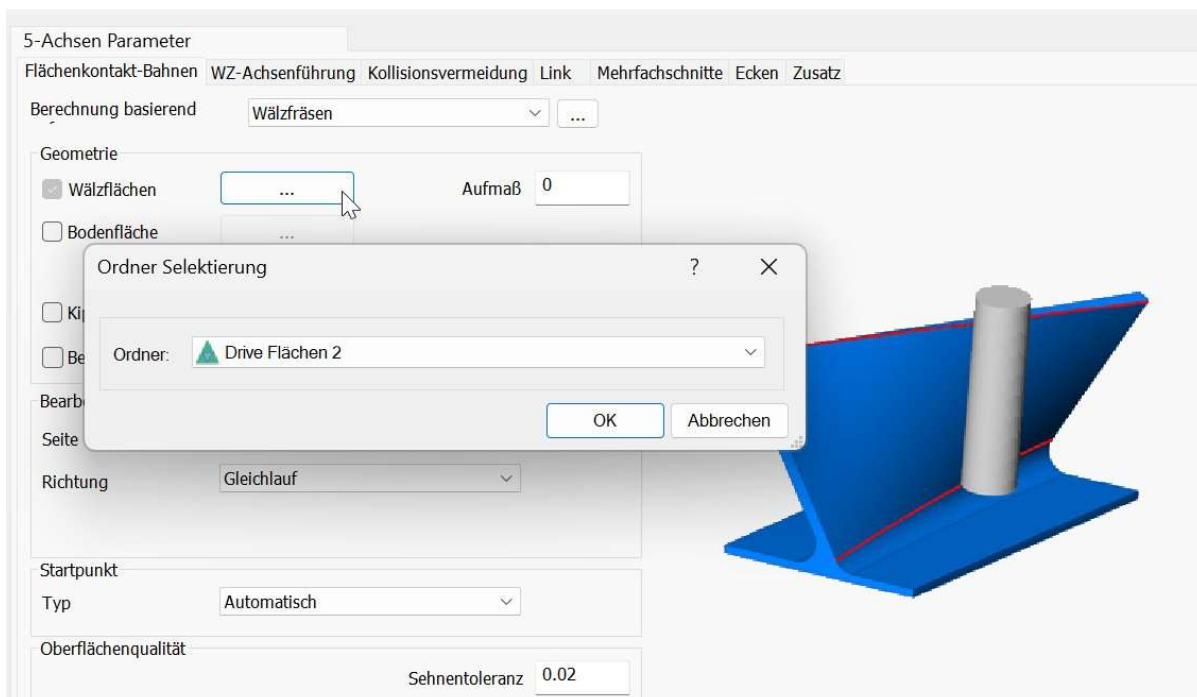 5-Achsen Parameter
Flächenkontakt-Bahnen WZ-Achsenführung Kollisionsvermeidung Link Mehrfachschnitte Ecken Zusatz
Berechnung basierend Wälzfräsen ...
Geometrie
Wälzflächen ... Aufmaß 0
Bodenfläche ...
Ordner Selektierung ? X
Ordner: Drive Flächen 2
OK Abbrechen
Seite
Richtung Gleichlauf
Startpunkt
Typ Automatisch
Oberflächenqualität
Sehnentoleranz 0.02